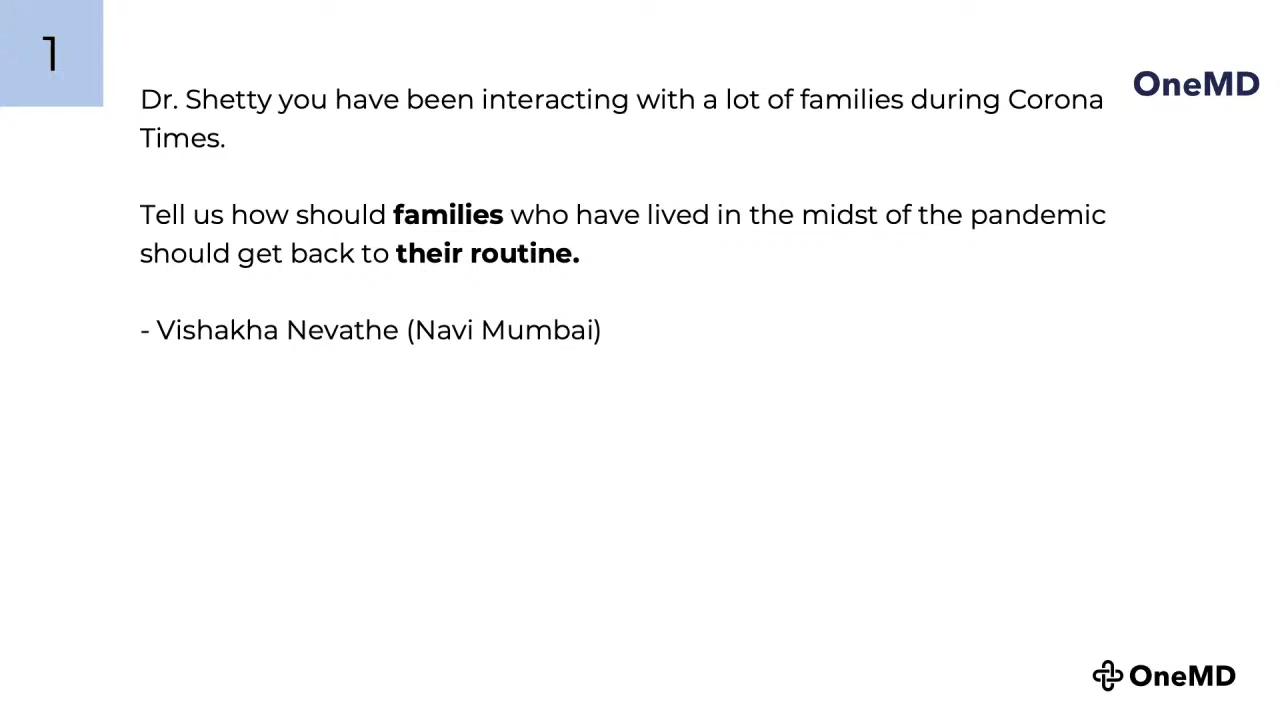 1
OneMD
Dr. Shetty you have been interacting with a lot of families during Corona
Times.
Tell us how should families who have lived in the midst of the pandemic
should get back to their routine.
- Vishakha Nevathe (Navi Mumbai)
OneMD